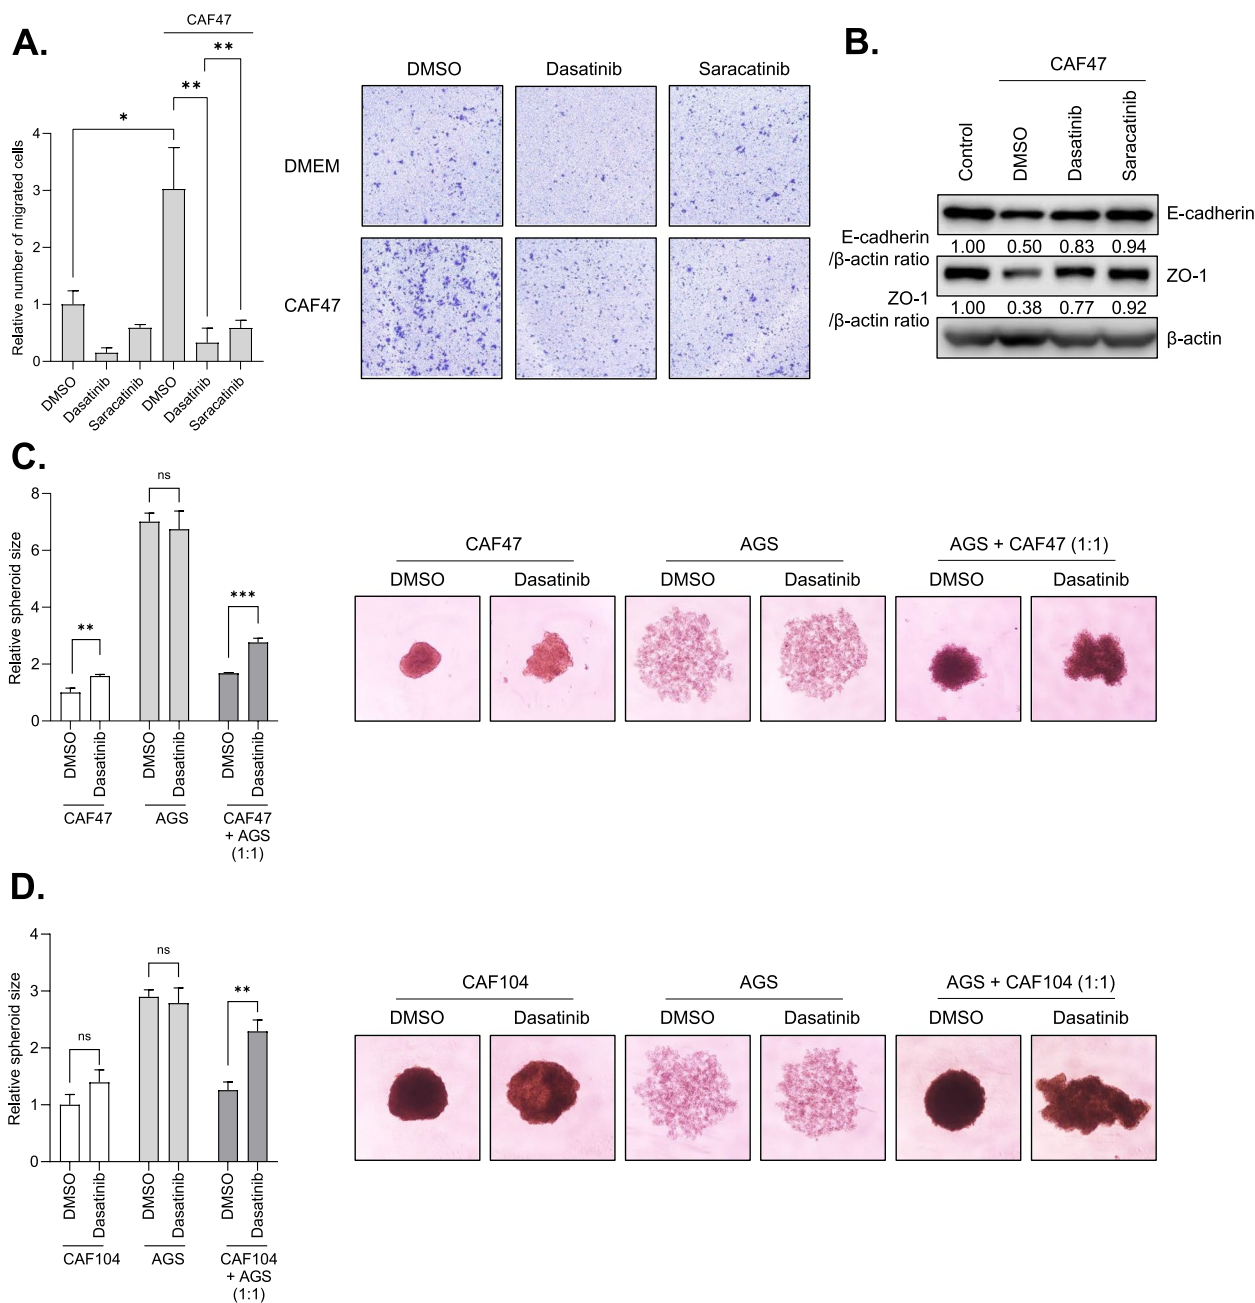 A.
CAF47
**
**
*
Relative number of migrated cells
4
3
2
1
0
DMSO
Dasatinib
Saracatinib
DMSO
Dasatinib
Saracatinib
DMSO
Dasatinib
Saracatinib
DMEM
CAF47
B.
CAF47
Control
DMSO
Dasatinib
Saracatinib
E-cadherin
E-cadherin
/β-actin ratio
1.00 0.50 0.83 0.94
ZO-1
ZO-1
/β-actin ratio
1.00 0.38 0.77 0.92
β-actin
C.
Relative spheroid size
8
6
4
2
0
**
ns
***
DMSO
Dasatinib
DMSO
Dasatinib
DMSO
Dasatinib
CAF47
AGS
CAF47
+ AGS
(1:1)
CAF47
AGS
AGS + CAF47 (1:1)
DMSO
Dasatinib
DMSO
Dasatinib
DMSO
Dasatinib
D.
Relative spheroid size
4
3
2
1
0
ns
ns
**
DMSO
Dasatinib
DMSO
Dasatinib
DMSO
Dasatinib
CAF104
AGS
CAF104
+ AGS
(1:1)
CAF104
AGS
AGS + CAF104 (1:1)
DMSO
Dasatinib
DMSO
Dasatinib
DMSO
Dasatinib